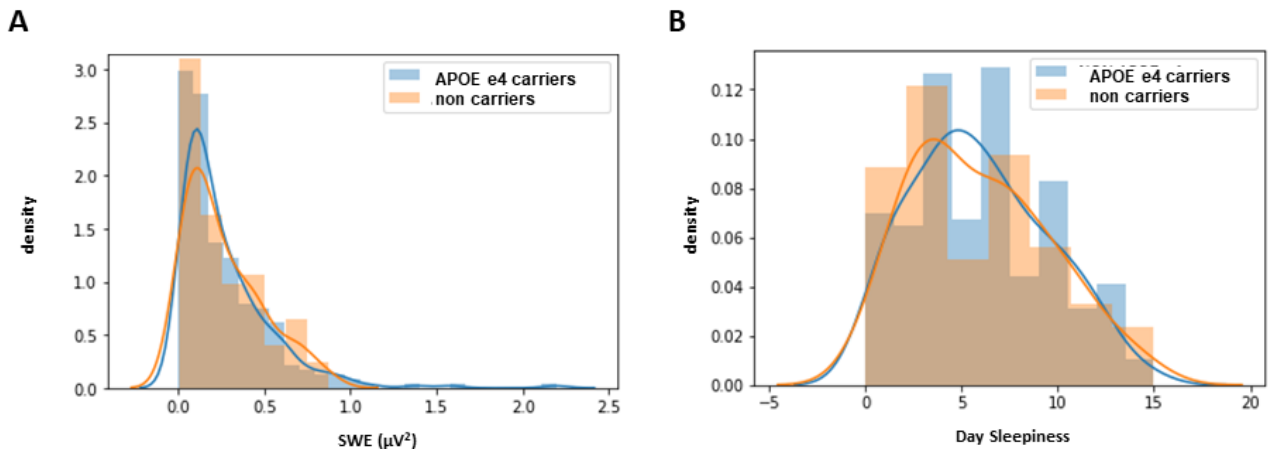 A
B
3.0
2.5
2.0
1.5
1.0
0.5
0.0
density
APOE e4 carriers
non carriers
0.0
0.5
1.0
1.5
2.0
2.5
SWE (µV²)
0.12
0.10
0.08
0.06
0.04
0.02
0.00
density
APOE e4 carriers
non carriers
−5
0
5
10
15
20
Day Sleepiness